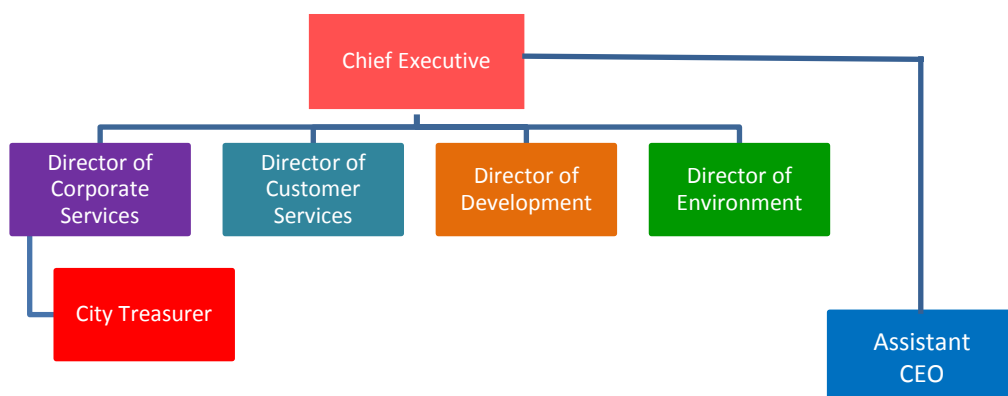 Chief Executive
Director of
Corporate
Services
Director of
Customer
Services
Director of
Development
Director of
Environment
City Treasurer
Assistant
CEO